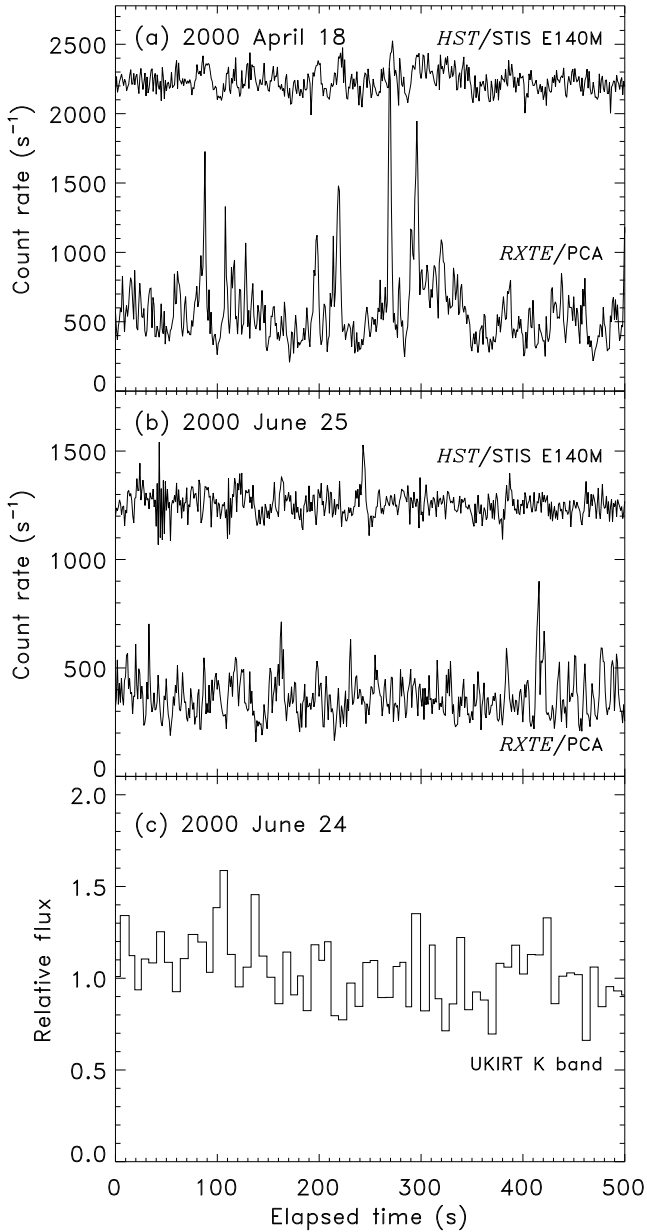 (a) 2000 April 18
HST/STIS E140M
2500
2000
1500
1000
500
0
Count rate (s⁻¹)
RXTE/PCA
(b) 2000 June 25
HST/STIS E140M
1500
1000
500
0
Count rate (s⁻¹)
RXTE/PCA
(c) 2000 June 24
2.0
1.5
1.0
0.5
0.0
Relative flux
UKIRT K band
0 100 200 300 400 500
Elapsed time (s)